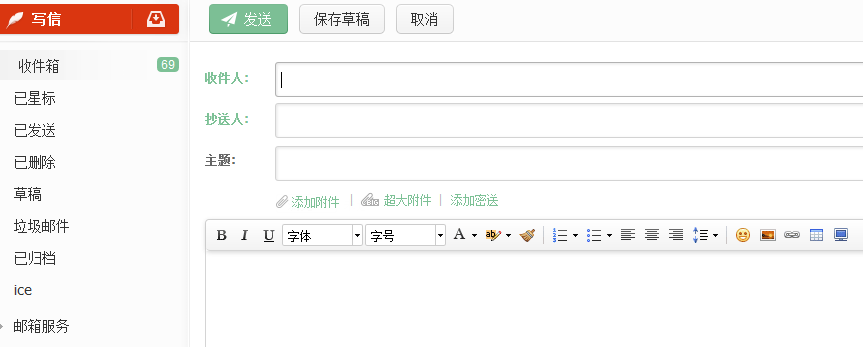 写信
发送 保存草稿 取消
收件箱 69
已星标
已发送
已删除
草稿
垃圾邮件
已归档
ice
邮箱服务
收件人:
抄送人:
主题:
添加附件 | 超大附件 | 添加密送
B I U 字体 字号 A